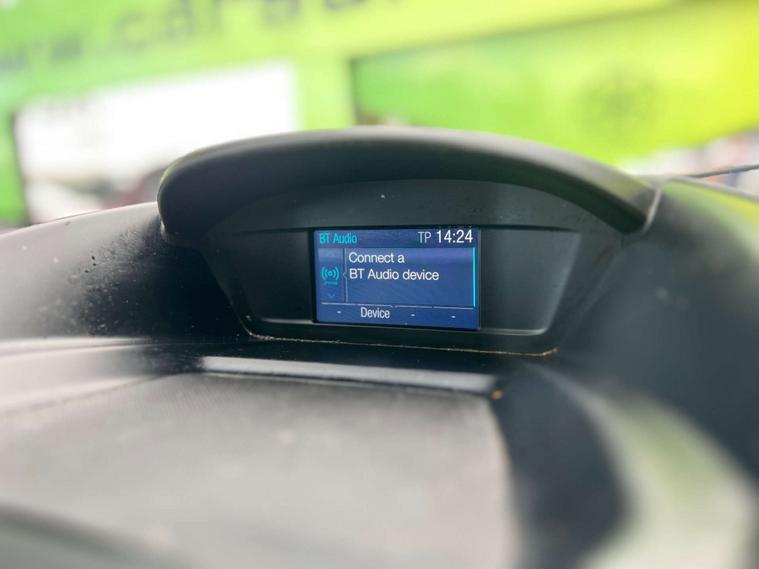 BT Audio TP 14:24
Connect a
BT Audio device
- Device - -